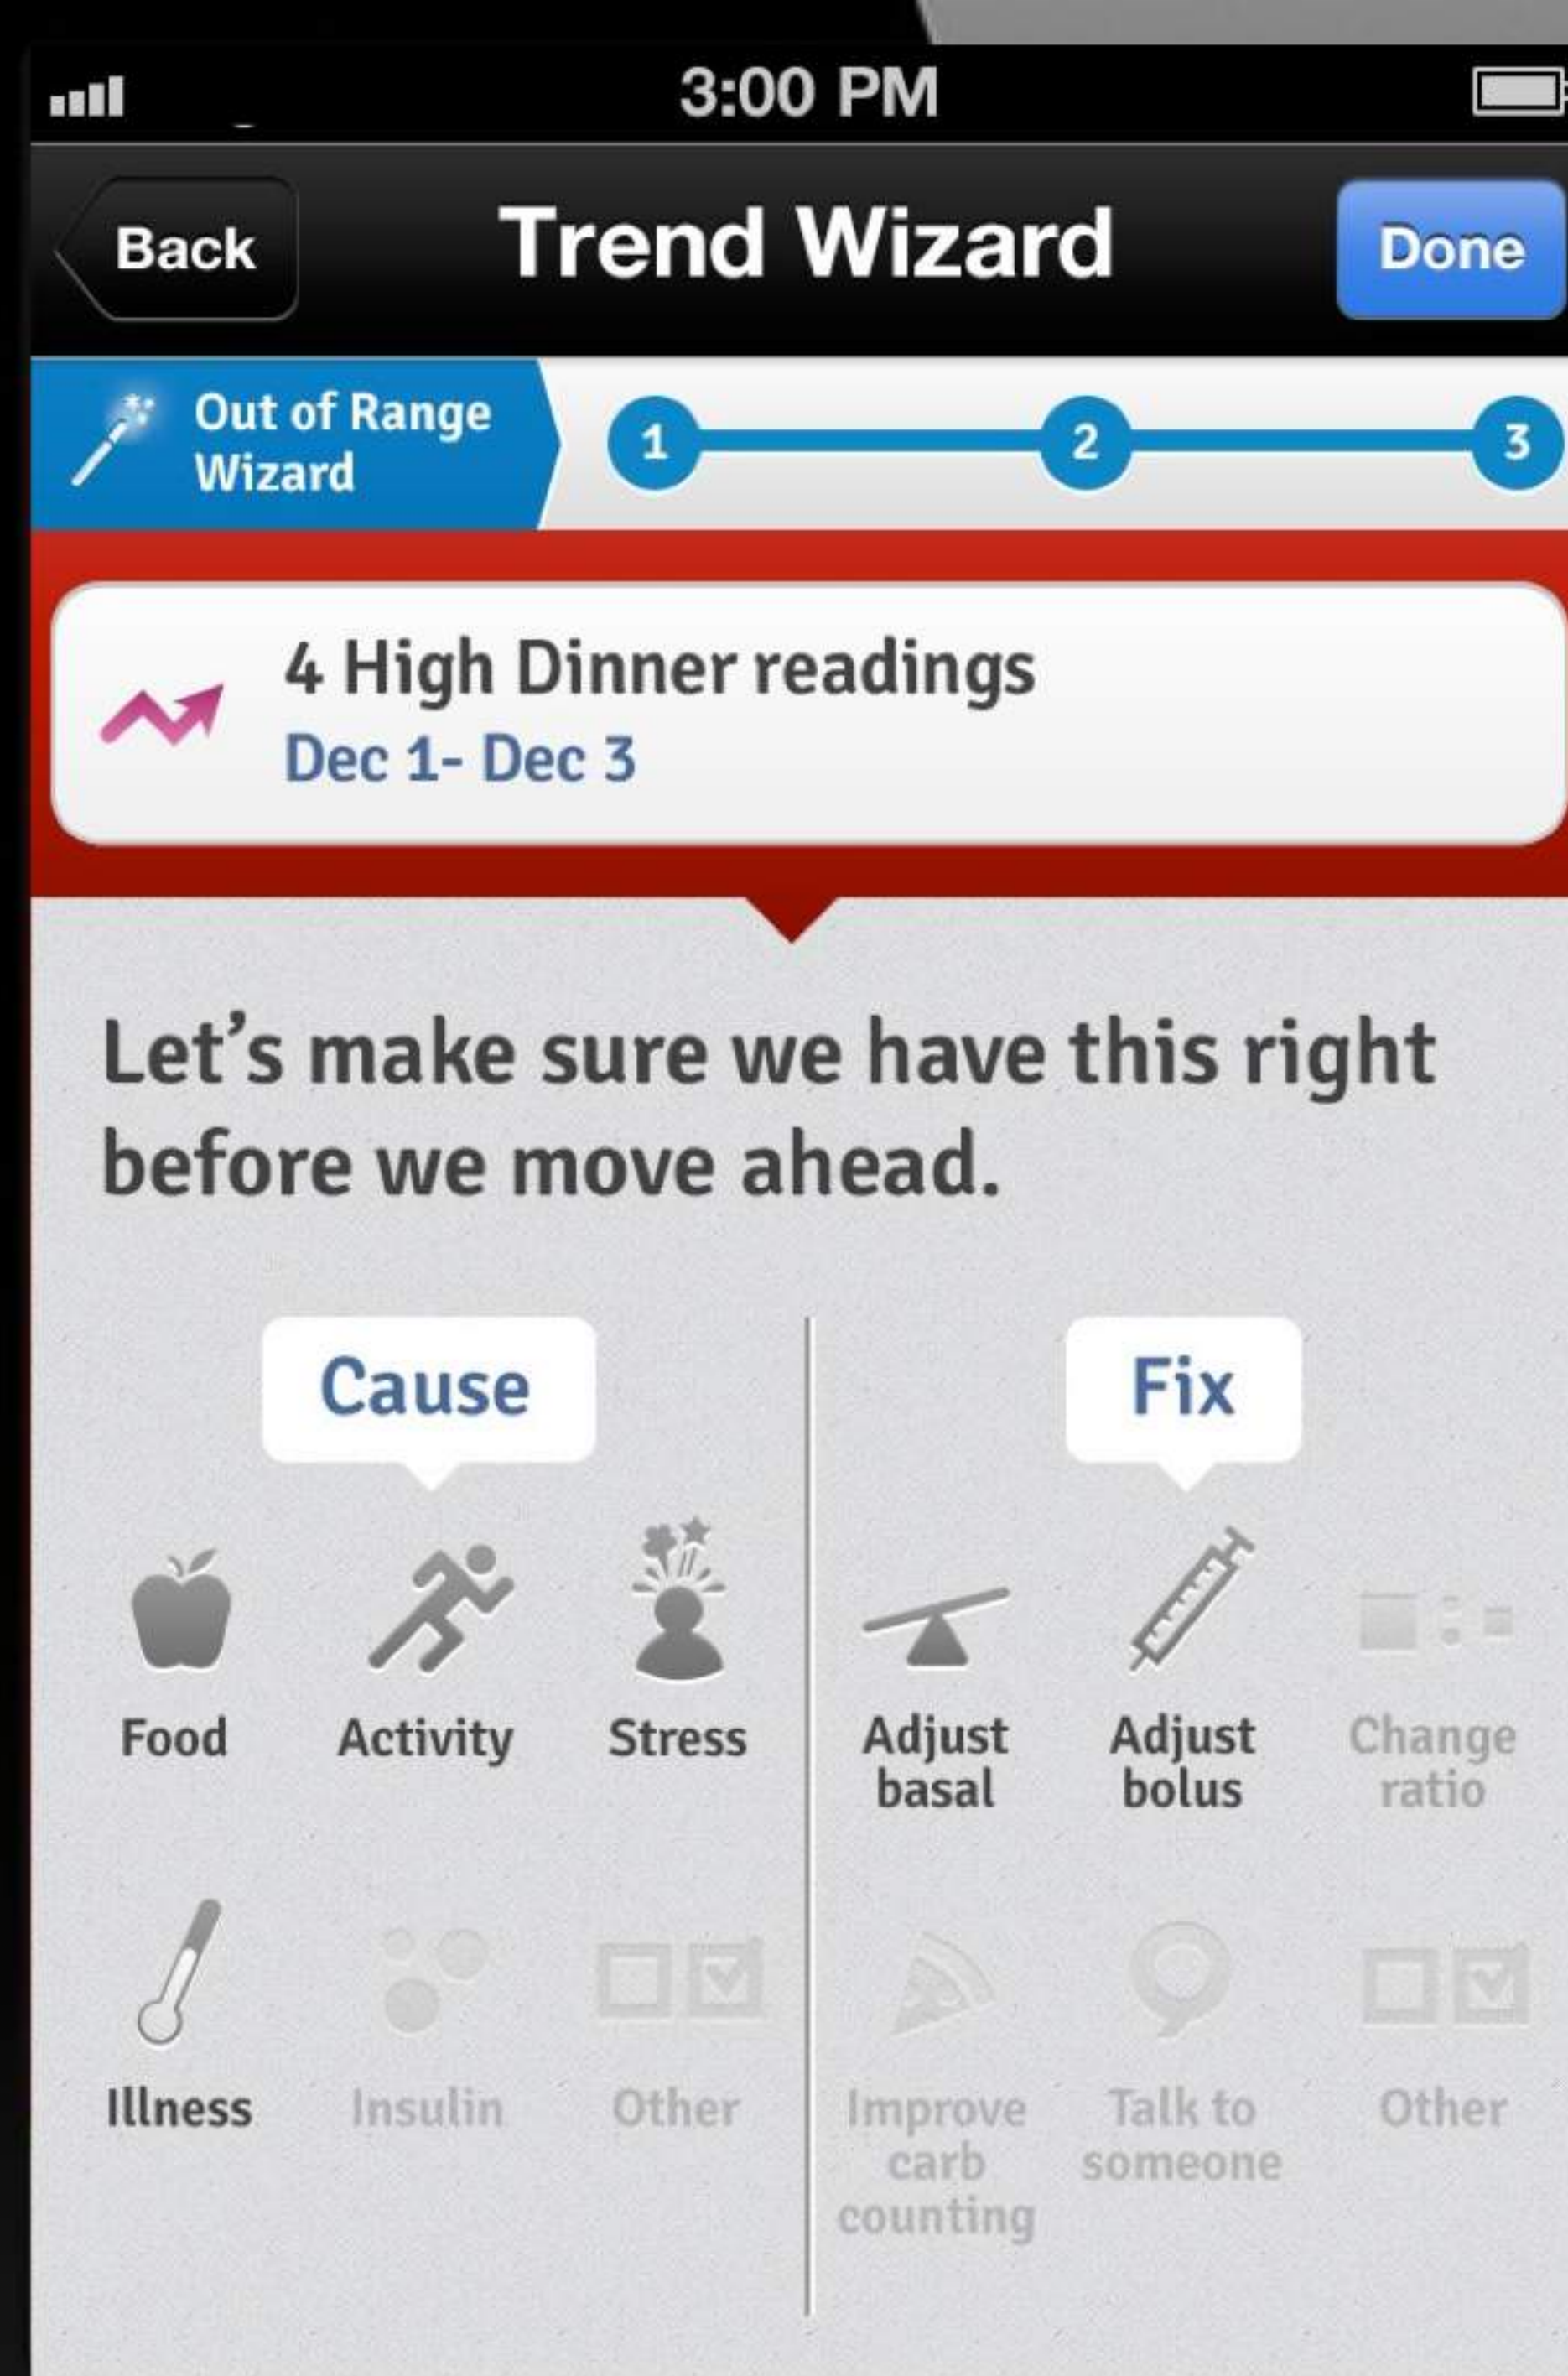 3:00 PM
Back
Trend Wizard
Done
Out of Range
Wizard
1
2
3
4 High Dinner readings
Dec 1- Dec 3
Let's make sure we have this right
before we move ahead.
Cause
Fix
Food
Activity
Stress
Adjust
basal
Adjust
bolus
Change
ratio
Illness
Insulin
Other
Improve
carb
counting
Talk to
someone
Other